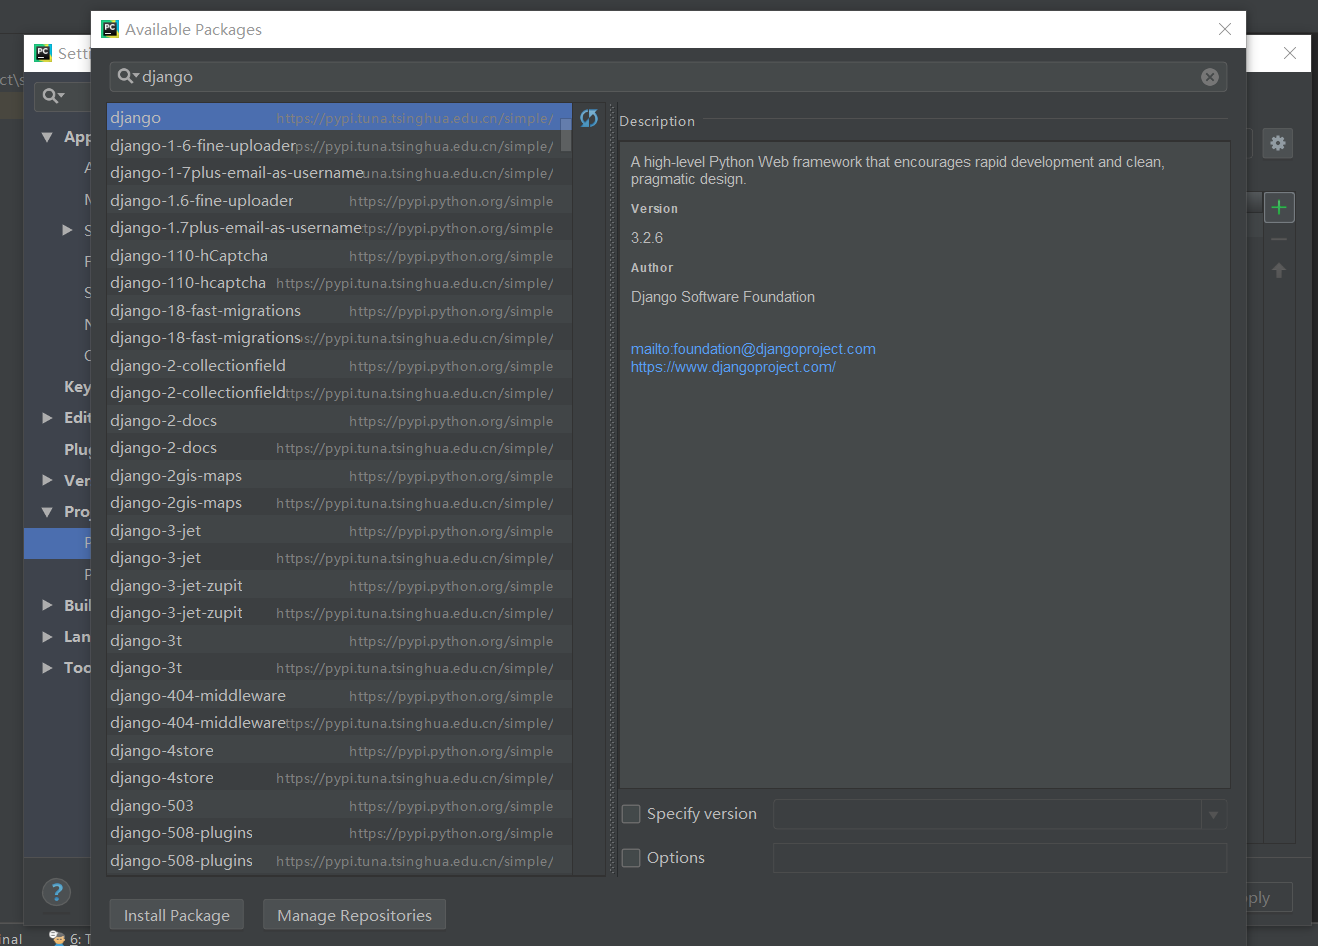 Available Packages
Setti
ct\s
django
App
Key
Edit
Plug
Ver
Proj
Buil
Lan
Too
django https://pypi.tuna.tsinghua.edu.cn/simple/
django-1-6-fine-uploader ps://pypi.tuna.tsinghua.edu.cn/simple/
django-1-7plus-email-as-username una.tsinghua.edu.cn/simple/
django-1.6-fine-uploader https://pypi.python.org/simple
django-1.7plus-email-as-username tps://pypi.python.org/simple
django-110-hCaptcha https://pypi.python.org/simple
django-110-hcaptcha https://pypi.tuna.tsinghua.edu.cn/simple/
django-18-fast-migrations https://pypi.python.org/simple
django-18-fast-migrations s://pypi.tuna.tsinghua.edu.cn/simple/
django-2-collectionfield https://pypi.python.org/simple
django-2-collectionfield ttps://pypi.tuna.tsinghua.edu.cn/simple/
django-2-docs https://pypi.python.org/simple
django-2-docs https://pypi.tuna.tsinghua.edu.cn/simple/
django-2gis-maps https://pypi.python.org/simple
django-2gis-maps https://pypi.tuna.tsinghua.edu.cn/simple/
django-3-jet https://pypi.python.org/simple
django-3-jet https://pypi.tuna.tsinghua.edu.cn/simple/
django-3-jet-zupit https://pypi.python.org/simple
django-3-jet-zupit https://pypi.tuna.tsinghua.edu.cn/simple/
django-3t https://pypi.python.org/simple
django-3t https://pypi.tuna.tsinghua.edu.cn/simple/
django-404-middleware https://pypi.python.org/simple
django-404-middleware ttps://pypi.tuna.tsinghua.edu.cn/simple/
django-4store https://pypi.python.org/simple
django-4store https://pypi.tuna.tsinghua.edu.cn/simple/
django-503 https://pypi.python.org/simple
django-508-plugins https://pypi.python.org/simple
django-508-plugins https://pypi.tuna.tsinghua.edu.cn/simple/
Description
A high-level Python Web framework that encourages rapid development and clean,
pragmatic design.
Version
3.2.6
Author
Django Software Foundation
mailto:foundation@djangoproject.com
https://www.djangoproject.com/
Specify version
Options
Install Package
Manage Repositories
ply
?
inal
6: T